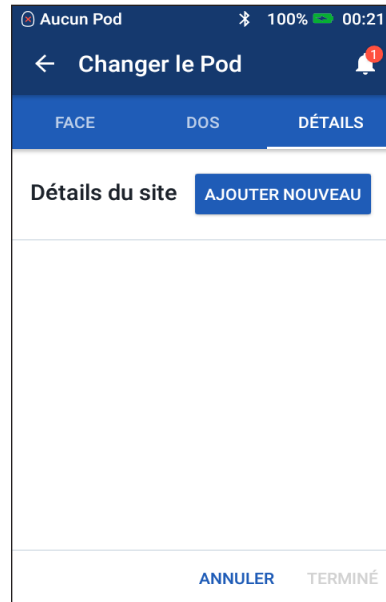 Aucun Pod 100% 00:21
Changer le Pod 1
FACE DOS DÉTAILS
Détails du site AJOUTER NOUVEAU
ANNULER TERMINÉ